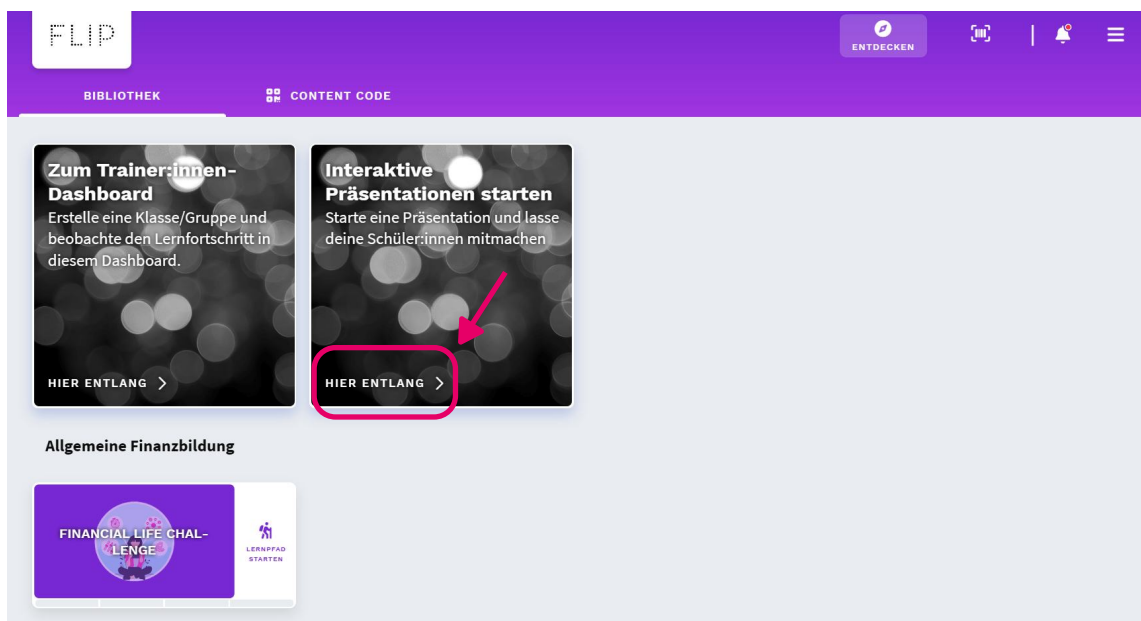 FLIP
ENTDECKEN
BIBLIOTHEK
CONTENT CODE
Zum Trainer:innen-
Dashboard
Erstelle eine Klasse/Gruppe und
beobachte den Lernfortschritt in
diesem Dashboard.
HIER ENTLANG
Interaktive
Präsentationen starten
Starte eine Präsentation und lasse
deine Schüler:innen mitmachen
HIER ENTLANG
Allgemeine Finanzbildung
FINANCIAL LIFE CHAL-
LENGE
LERNPFAD
STARTEN